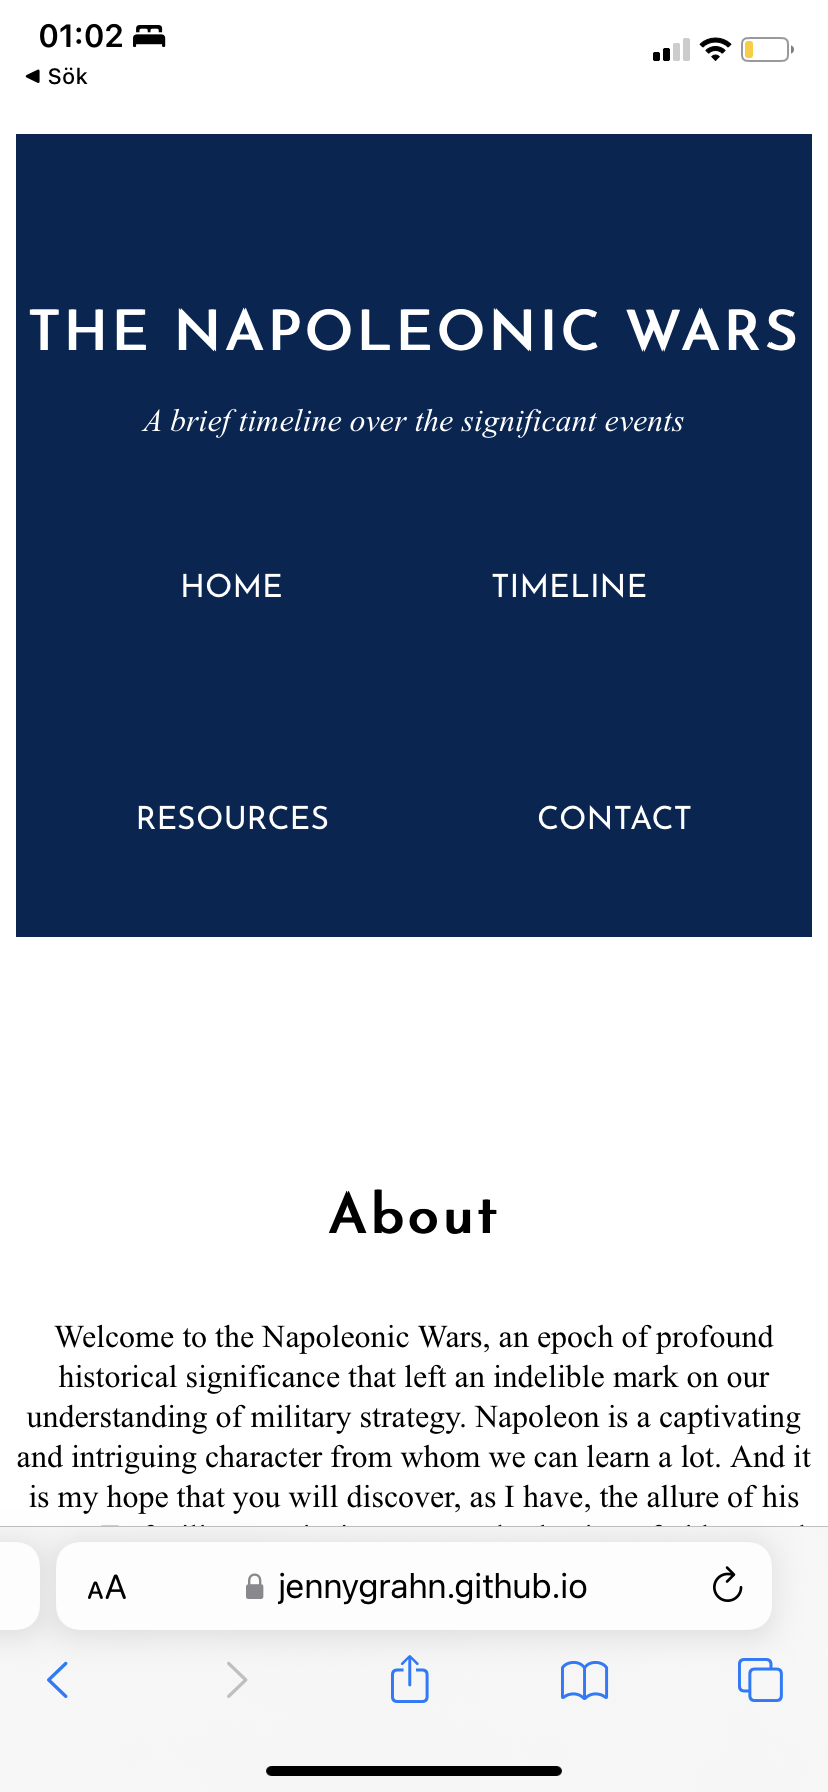 01:02
◀ Sök
THE NAPOLEONIC WARS
A brief timeline over the significant events
HOME TIMELINE
RESOURCES CONTACT
About
Welcome to the Napoleonic Wars, an epoch of profound
historical significance that left an indelible mark on our
understanding of military strategy. Napoleon is a captivating
and intriguing character from whom we can learn a lot. And it
is my hope that you will discover, as I have, the allure of his
AA jennygrahn.github.io